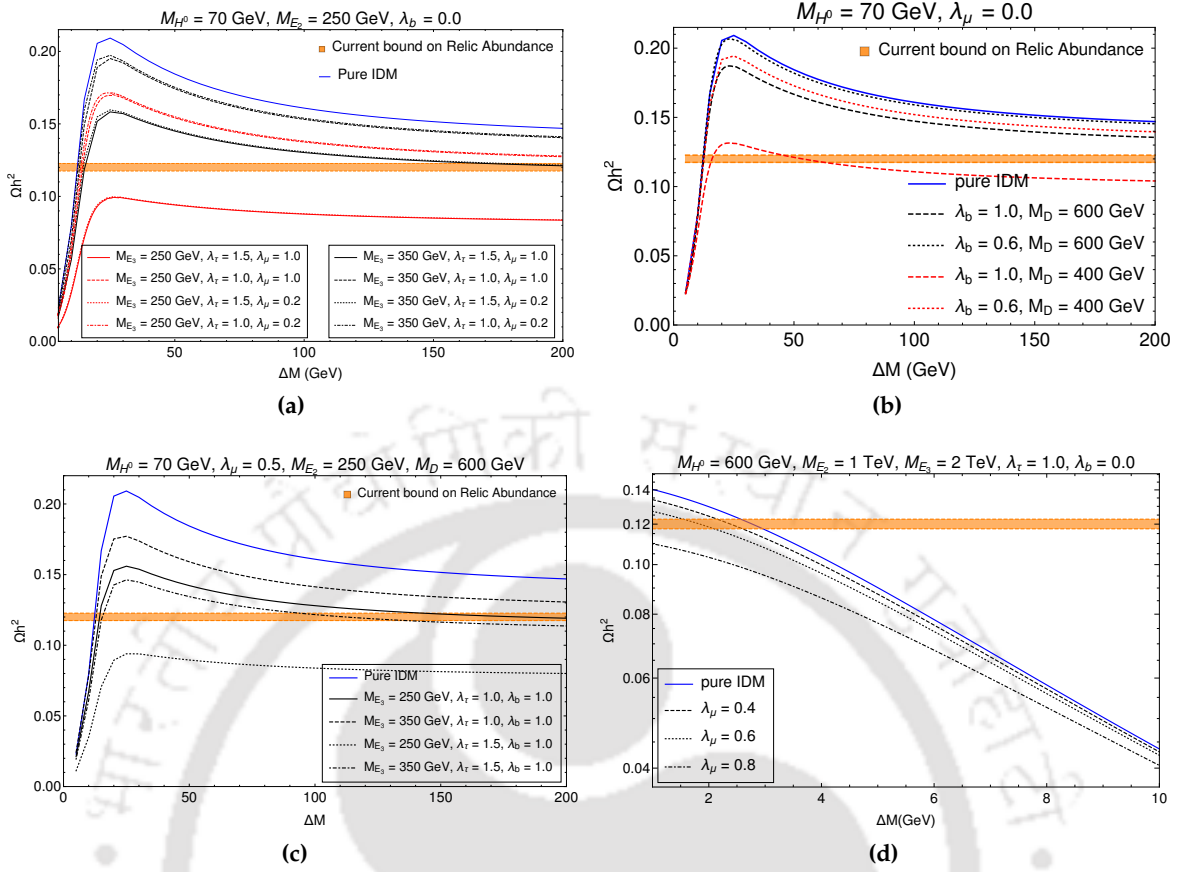 M_{H^0} = 70 GeV, M_{E_2} = 250 GeV, λ_b = 0.0
Current bound on Relic Abundance
Pure IDM
0.20
0.15
0.10
0.05
0.00
Ωh²
M_{E_3} = 250 GeV, λ_τ = 1.5, λ_μ = 1.0
M_{E_3} = 250 GeV, λ_τ = 1.0, λ_μ = 1.0
M_{E_3} = 250 GeV, λ_τ = 1.5, λ_μ = 0.2
M_{E_3} = 250 GeV, λ_τ = 1.0, λ_μ = 0.2
M_{E_3} = 350 GeV, λ_τ = 1.5, λ_μ = 1.0
M_{E_3} = 350 GeV, λ_τ = 1.0, λ_μ = 1.0
M_{E_3} = 350 GeV, λ_τ = 1.5, λ_μ = 0.2
M_{E_3} = 350 GeV, λ_τ = 1.0, λ_μ = 0.2
50 100 150 200
ΔM (GeV)
(a)
M_{H^0} = 70 GeV, λ_μ = 0.0
Current bound on Relic Abundance
0.20
0.15
0.10
0.05
0.00
Ωh²
pure IDM
λ_b = 1.0, M_D = 600 GeV
λ_b = 0.6, M_D = 600 GeV
λ_b = 1.0, M_D = 400 GeV
λ_b = 0.6, M_D = 400 GeV
0 50 100 150 200
ΔM (GeV)
(b)
M_{H^0} = 70 GeV, λ_μ = 0.5, M_{E_2} = 250 GeV, M_D = 600 GeV
Current bound on Relic Abundance
0.20
0.15
0.10
0.05
0.00
Ωh²
Pure IDM
M_{E_3} = 250 GeV, λ_τ = 1.0, λ_b = 1.0
M_{E_3} = 350 GeV, λ_τ = 1.0, λ_b = 1.0
M_{E_3} = 250 GeV, λ_τ = 1.5, λ_b = 1.0
M_{E_3} = 350 GeV, λ_τ = 1.5, λ_b = 1.0
0 50 100 150 200
ΔM
(c)
M_{H^0} = 600 GeV, M_{E_2} = 1 TeV, M_{E_3} = 2 TeV, λ_τ = 1.0, λ_b = 0.0
0.14
0.12
0.10
0.08
0.06
0.04
Ωh²
pure IDM
λ_μ = 0.4
λ_μ = 0.6
λ_μ = 0.8
2 4 6 8 10
ΔM(GeV)
(d)